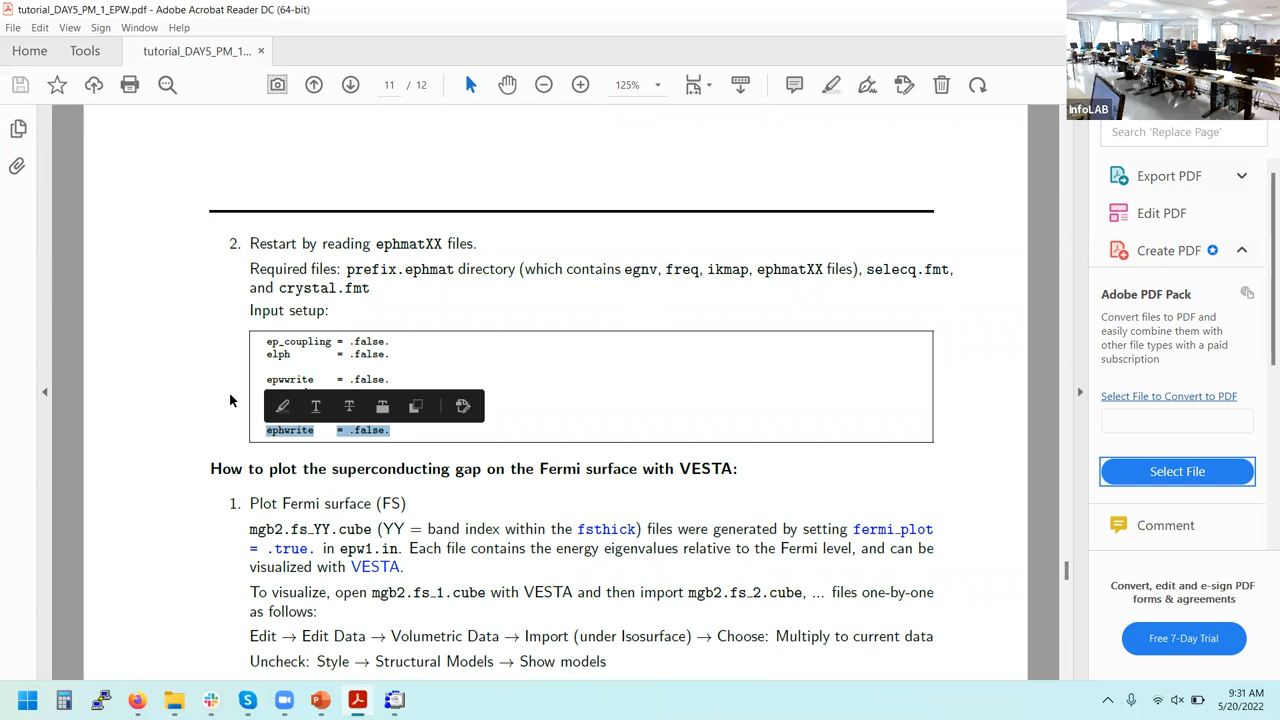 tutorial_DAY5_PM_1_EPW.pdf - Adobe Acrobat Reader DC (64-bit)
File Edit View Sign Window Help
Home Tools tutorial_DAY5_PM_1... ×
11 / 12 125%
InfoLAB
Search 'Replace Page'
Export PDF
Edit PDF
Create PDF
Adobe PDF Pack
Convert files to PDF and
easily combine them with
other file types with a paid
subscription
Select File to Convert to PDF
Select File
Comment
Convert, edit and e-sign PDF
forms & agreements
Free 7-Day Trial
2. Restart by reading ephmatXX files.
Required files: prefix.ephmat directory (which contains egnv, freq, ikmap, ephmatXX files), selecq.fmt,
and crystal.fmt
Input setup:
ep_coupling = .false.
elph = .false.
epwwrite = .false.
ephwrite = .false.
How to plot the superconducting gap on the Fermi surface with VESTA:
1. Plot Fermi surface (FS)
mgb2.fs_YY.cube (YY = band index within the fsthick) files were generated by setting fermi_plot
= .true. in epw1.in. Each file contains the energy eigenvalues relative to the Fermi level, and can be
visualized with VESTA.
To visualize, open mgb2.fs_1.cube with VESTA and then import mgb2.fs_2.cube, ... files one-by-one
as follows:
Edit → Edit Data → Volumetric Data → Import (under Isosurface) → Choose: Multiply to current data
Uncheck: Style → Structural Models → Show models
9:31 AM
5/20/2022